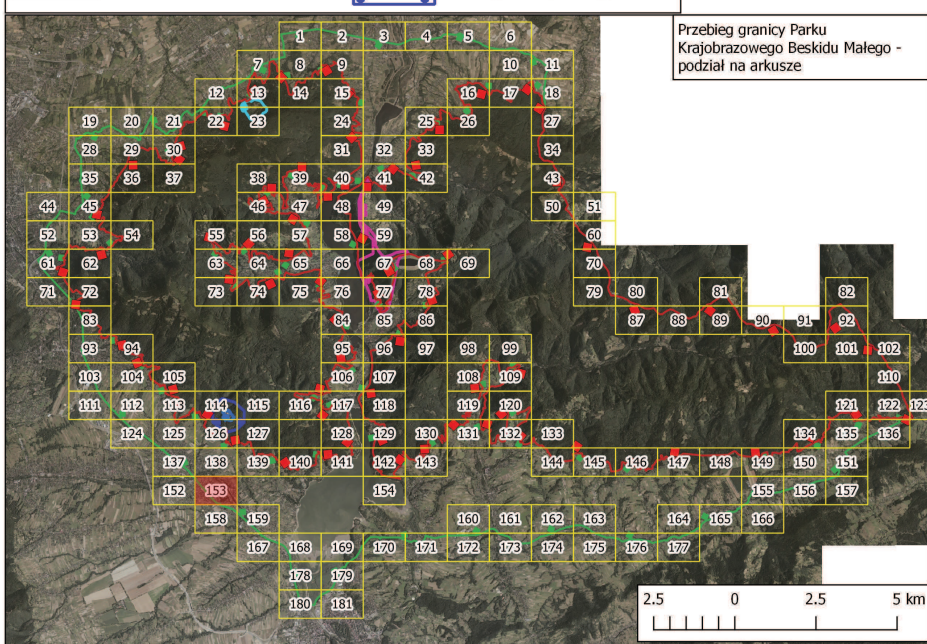 Przebieg granicy Parku
Krajobrazowego Beskidu Małego -
podział na arkusze
1 2 3 4 5 6
7 8 9 10 11
12 13 14 15 16 17 18
19 20 21 22 23 24 25 26 27
28 29 30 31 32 33 34
35 36 37 38 39 40 41 42 43
44 45 46 47 48 49 50 51
52 53 54 55 56 57 58 59 60
61 62 63 64 65 66 67 68 69 70
71 72 73 74 75 76 77 78 79 80 81 82
83 84 85 86 87 88 89 90 91 92
93 94 95 96 97 98 99 100 101 102
103 104 105 106 107 108 109 110
111 112 113 114 115 116 117 118 119 120 121 122 123
124 125 126 127 128 129 130 131 132 133 134 135 136
137 138 139 140 141 142 143 144 145 146 147 148 149 150 151
152 153 154 155 156 157
158 159 160 161 162 163 164 165 166
167 168 169 170 171 172 173 174 175 176 177
178 179
180 181
2.5 0 2.5 5 km